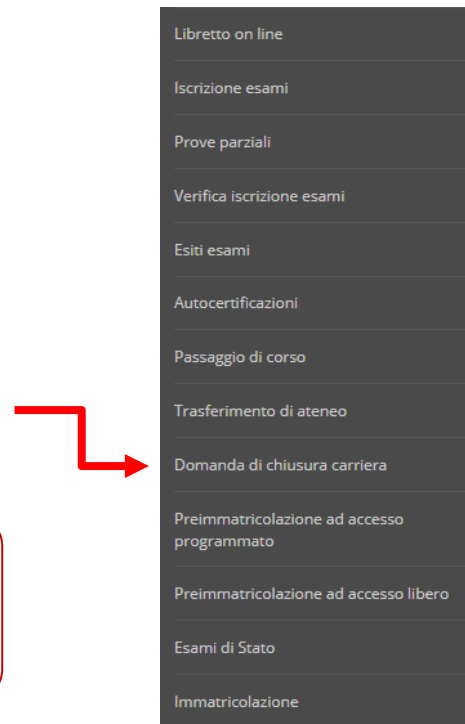 Libretto on line
Iscrizione esami
Prove parziali
Verifica iscrizione esami
Esiti esami
Autocertificazioni
Passaggio di corso
Trasferimento di ateneo
Domanda di chiusura carriera
Preimmatricolazione ad accesso
programmato
Preimmatricolazione ad accesso libero
Esami di Stato
Immatricolazione